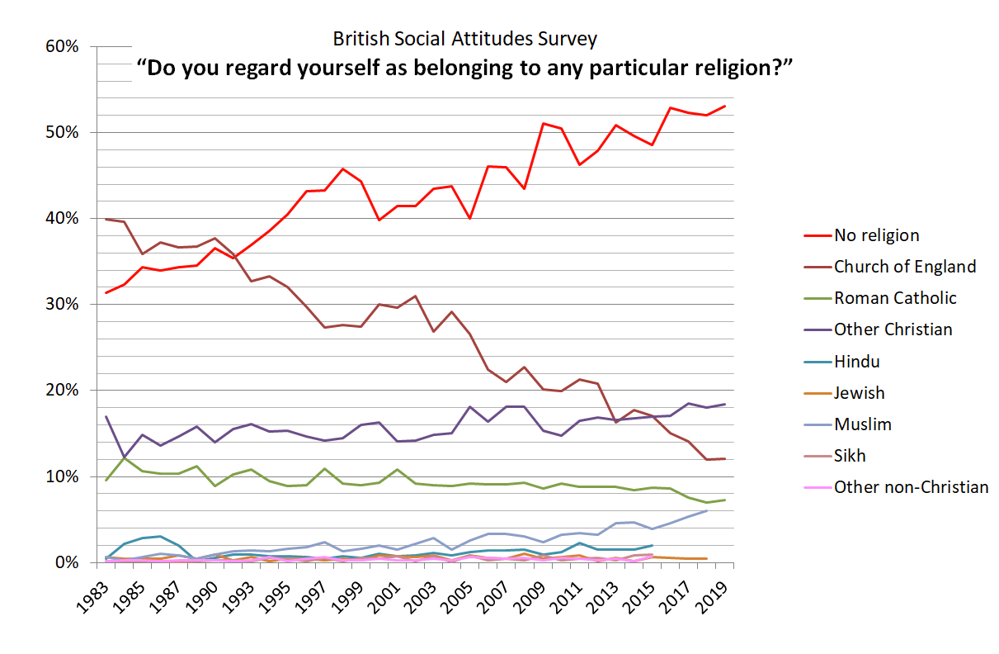 British Social Attitudes Survey
“Do you regard yourself as belonging to any particular religion?”
60%
50%
40%
30%
20%
10%
0%
1983
1985
1987
1990
1993
1995
1997
1999
2001
2003
2005
2007
2009
2011
2013
2015
2017
2019
No religion
Church of England
Roman Catholic
Other Christian
Hindu
Jewish
Muslim
Sikh
Other non-Christian